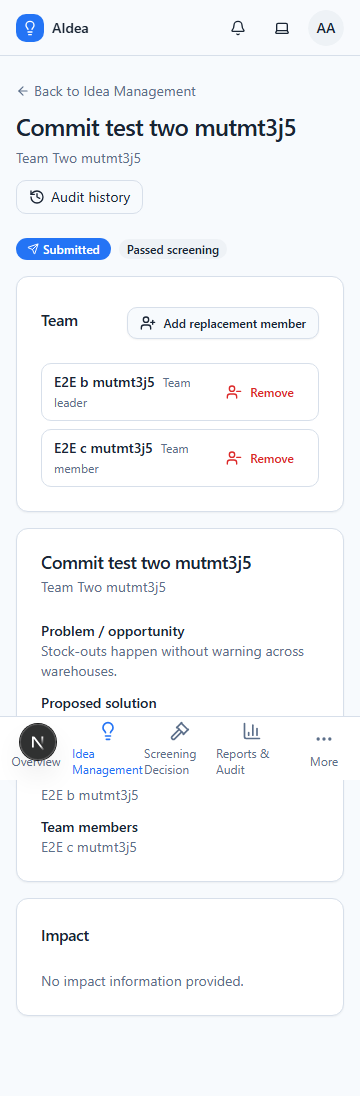 AIdea
AA
Back to Idea Management
Commit test two mutmt3j5
Team Two mutmt3j5
Audit history
Submitted
Passed screening
Team
Add replacement member
E2E b mutmt3j5 Team
leader
Remove
E2E c mutmt3j5 Team
member
Remove
Commit test two mutmt3j5
Team Two mutmt3j5
Problem / opportunity
Stock-outs happen without warning across
warehouses.
Proposed solution
N
Overview
Idea
Management
Screening
Decision
Reports &
Audit
More
E2E b mutmt3j5
Team members
E2E c mutmt3j5
Impact
No impact information provided.